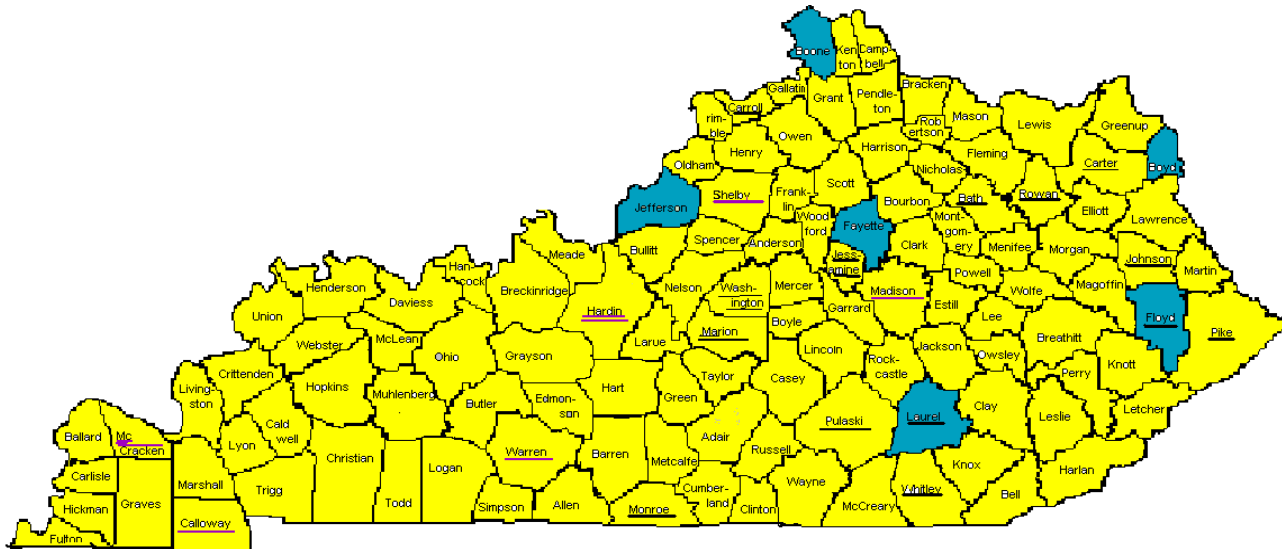 Boone
Ken
ton
Camp
bell
Gallatin
Grant
Pendle-
ton
Bracken
Carroll
rim
ble
Owen
Rob
ertson
Mason
Lewis
Greenup
Henry
Harrison
Fleming
Oldham
Nicholas
Carter
Boyd
Shelby
Frank-
lin
Scott
Bourbon
Bath
Rowan
Elliott
Lawrence
Jefferson
Wood
ford
Fayette
Mont-
gom-
ery
Bullitt
Spencer
Anderson
Clark
Menifee
Morgan
Johnson
Martin
Jess-
amine
Meade
Han-
cock
Henderson
Daviess
Breckinridge
Nelson
Wash-
ington
Mercer
Madison
Powell
Wolfe
Magoffin
Floyd
Pike
Union
Hardin
Marion
Boyle
Garrard
Estill
Lee
Breathitt
Knott
Webster
McLean
Ohio
Grayson
Larue
Lincoln
Rock-
castle
Jackson
Owsley
Perry
Crittenden
Hopkins
Muhlenberg
Livings-
ton
Butler
Edmon-
son
Hart
Green
Taylor
Casey
Pulaski
Laurel
Clay
Leslie
Letcher
Ballard
Mc
Cracken
Lyon
Cald
well
Christian
Todd
Logan
Warren
Barren
Metcalfe
Adair
Russell
Knox
Harlan
Carlisle
Graves
Marshall
Trigg
Hickman
Fulton
Calloway
Simpson
Allen
Monroe
Cumber-
land
Clinton
Wayne
McCreary
Whitley
Bell